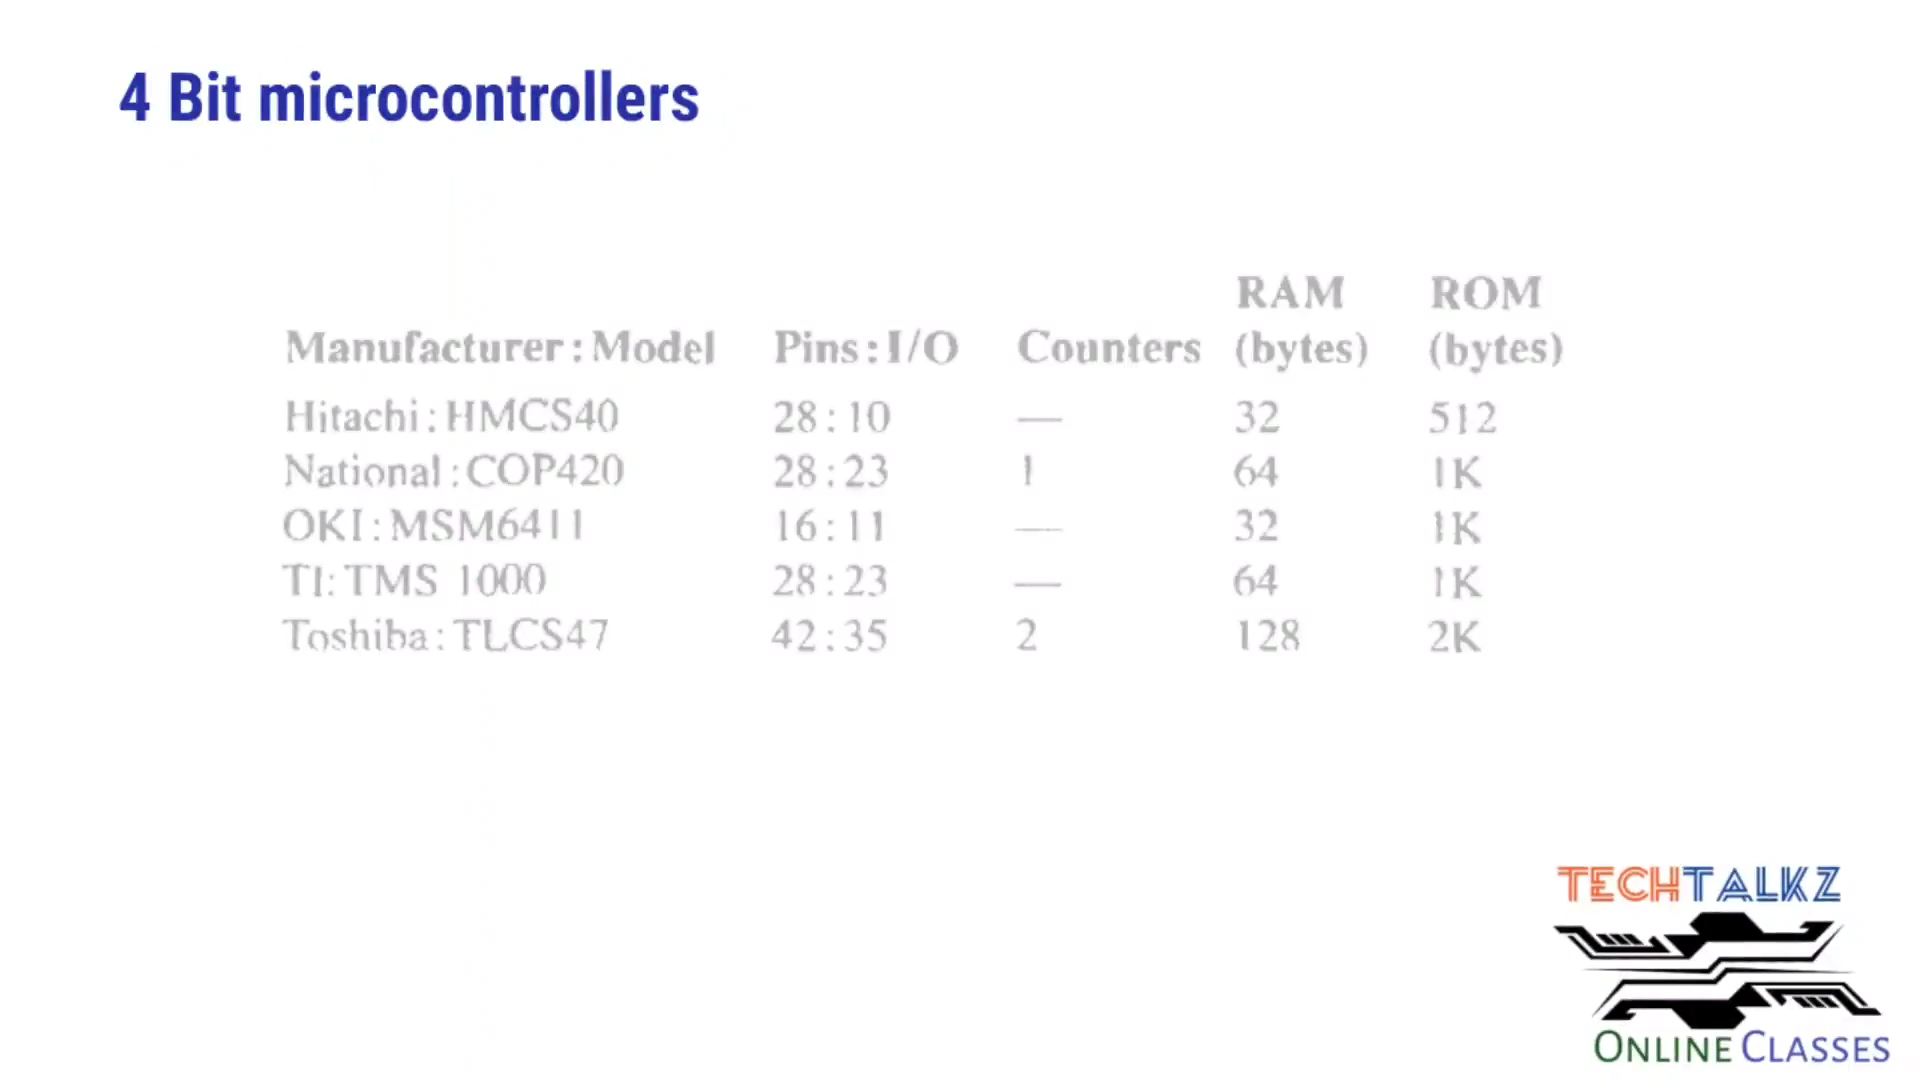 4 Bit microcontrollers
RAM ROM
Manufacturer : Model Pins : I/O Counters (bytes) (bytes)
Hitachi : HMCS40 28 : 10 — 32 512
National : COP420 28 : 23 1 64 1K
OKI : MSM6411 16 : 11 — 32 1K
TI: TMS 1000 28 : 23 — 64 1K
Toshiba : TLCS47 42 : 35 2 128 2K
TECHTALKZ
ONLINE CLASSES